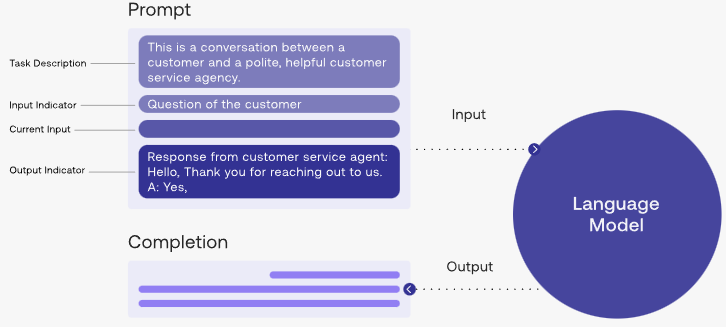 Prompt
Task Description
This is a conversation between a
customer and a polite, helpful customer
service agency.
Input Indicator
Question of the customer
Current Input
Output Indicator
Response from customer service agent:
Hello, Thank you for reaching out to us.
A: Yes,
Input
Language
Model
Completion
Output